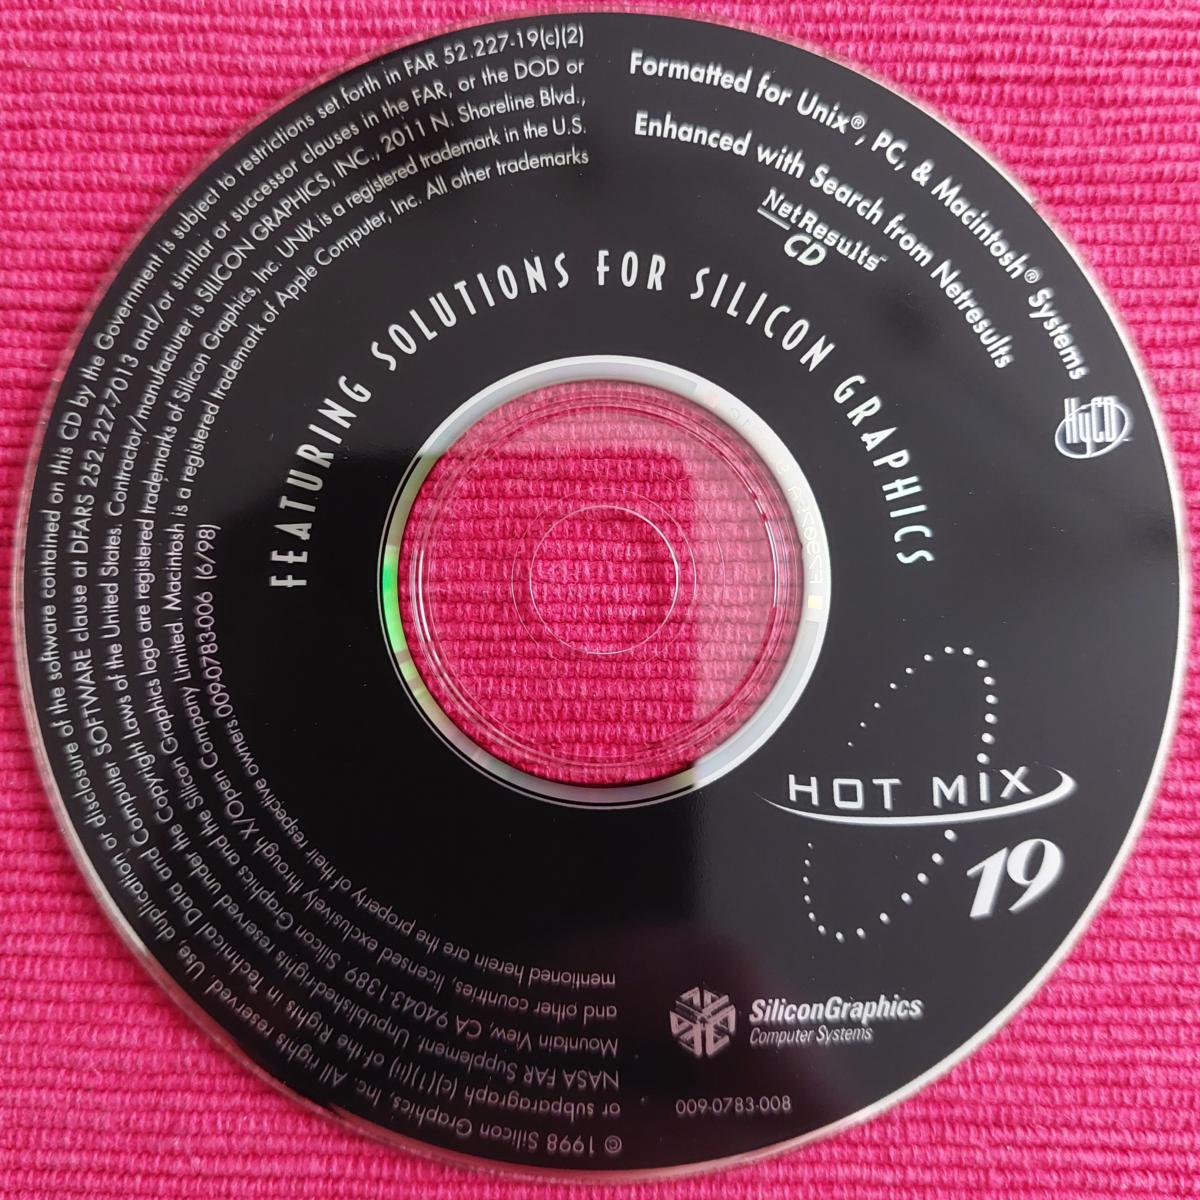 Formatted for Unix®, PC, & Macintosh® Systems
Enhanced with Search from Netresults
NetResults
CD
HyCD
FEATURING SOLUTIONS FOR SILICON GRAPHICS
HOT MIX
19
SiliconGraphics
Computer Systems
009-0783-008
© 1998 Silicon Graphics, Inc. All rights reserved. Use, duplication, or disclosure of the software contained on this CD by the Government is subject to restrictions set forth in FAR 52.227-19(c)(2)
or subparagraph (c)(1)(ii) of the Rights in Technical Data and Computer SOFTWARE clause at DFARS 252.227-7013 and/or similar or successor clauses in the FAR, or the DOD or
NASA FAR Supplement. Unpublished rights reserved under the Copyright Laws of the United States. Contractor/manufacturer is SILICON GRAPHICS, INC., 2011 N. Shoreline Blvd.,
Mountain View, CA 94043-1389. Silicon Graphics and the Silicon Graphics logo are registered trademarks of Silicon Graphics, Inc. UNIX is a registered trademark in the U.S.
and other countries, licensed exclusively through X/Open Company Limited. Macintosh is a registered trademark of Apple Computer, Inc. All other trademarks
mentioned herein are the property of their respective owners.0090783006 (6/98)